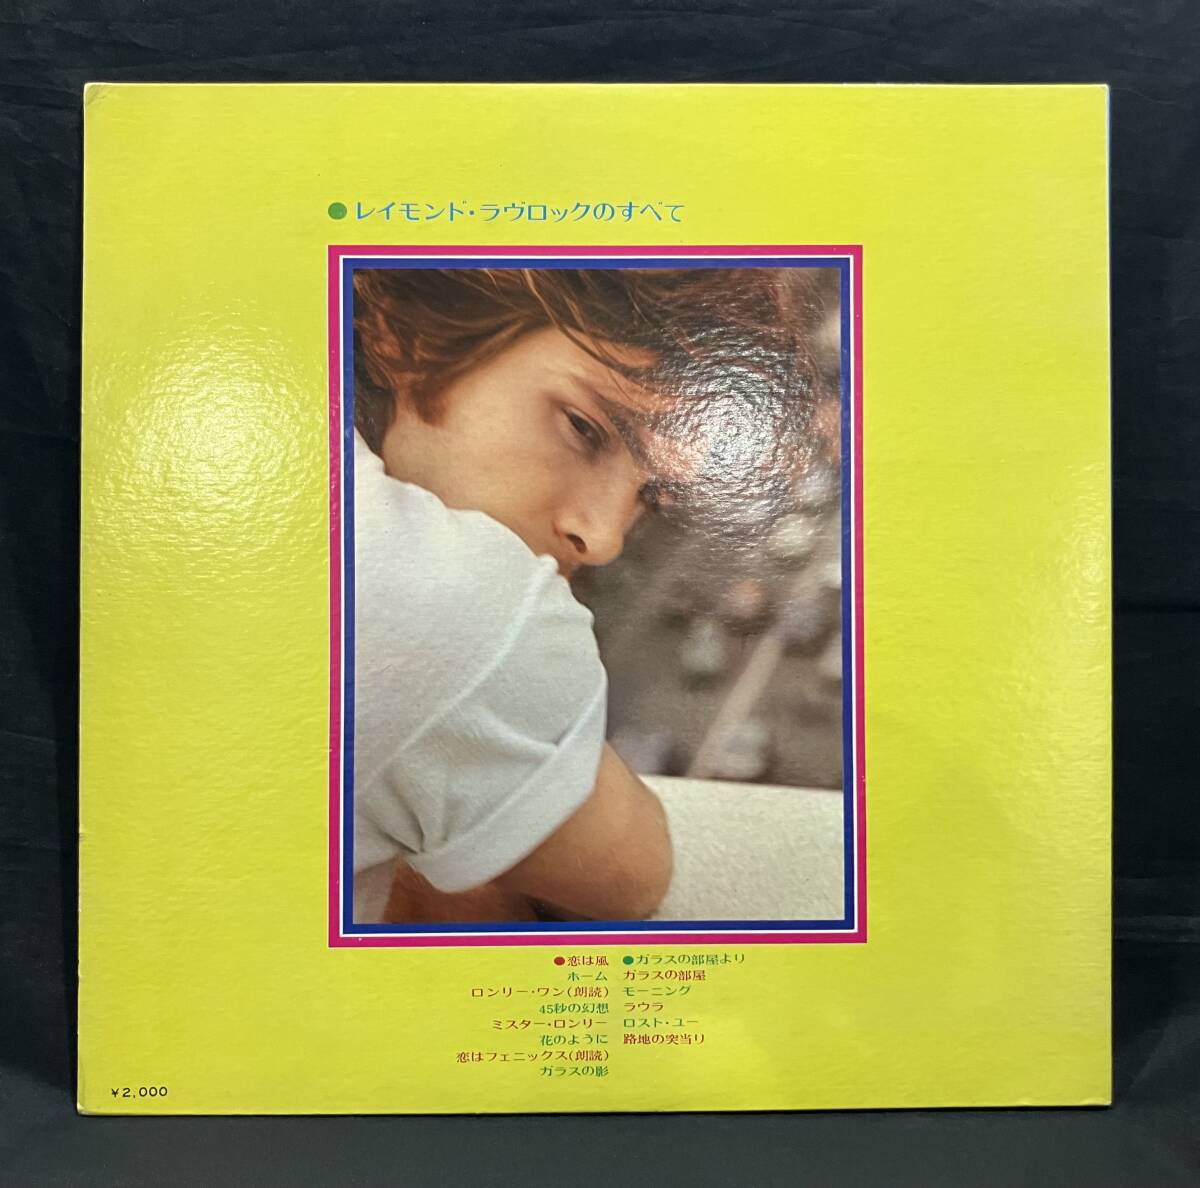 ●レイモンド・ラヴロックのすべて
●恋は風
ホーム
ロンリー・ワン(朗読)
45秒の幻想
ミスター・ロンリー
花のように
恋はフェニックス(朗読)
ガラスの影
●ガラスの部屋より
ガラスの部屋
モーニング
ラウラ
ロスト・ユー
路地の突当り
¥2,000